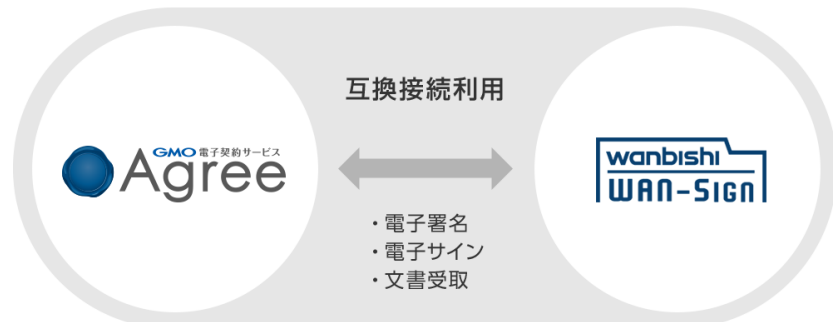 互換接続利用
GMO 電子契約サービス
Agree
wanbishi
WAN-SIGN
・電子署名
・電子サイン
・文書受取